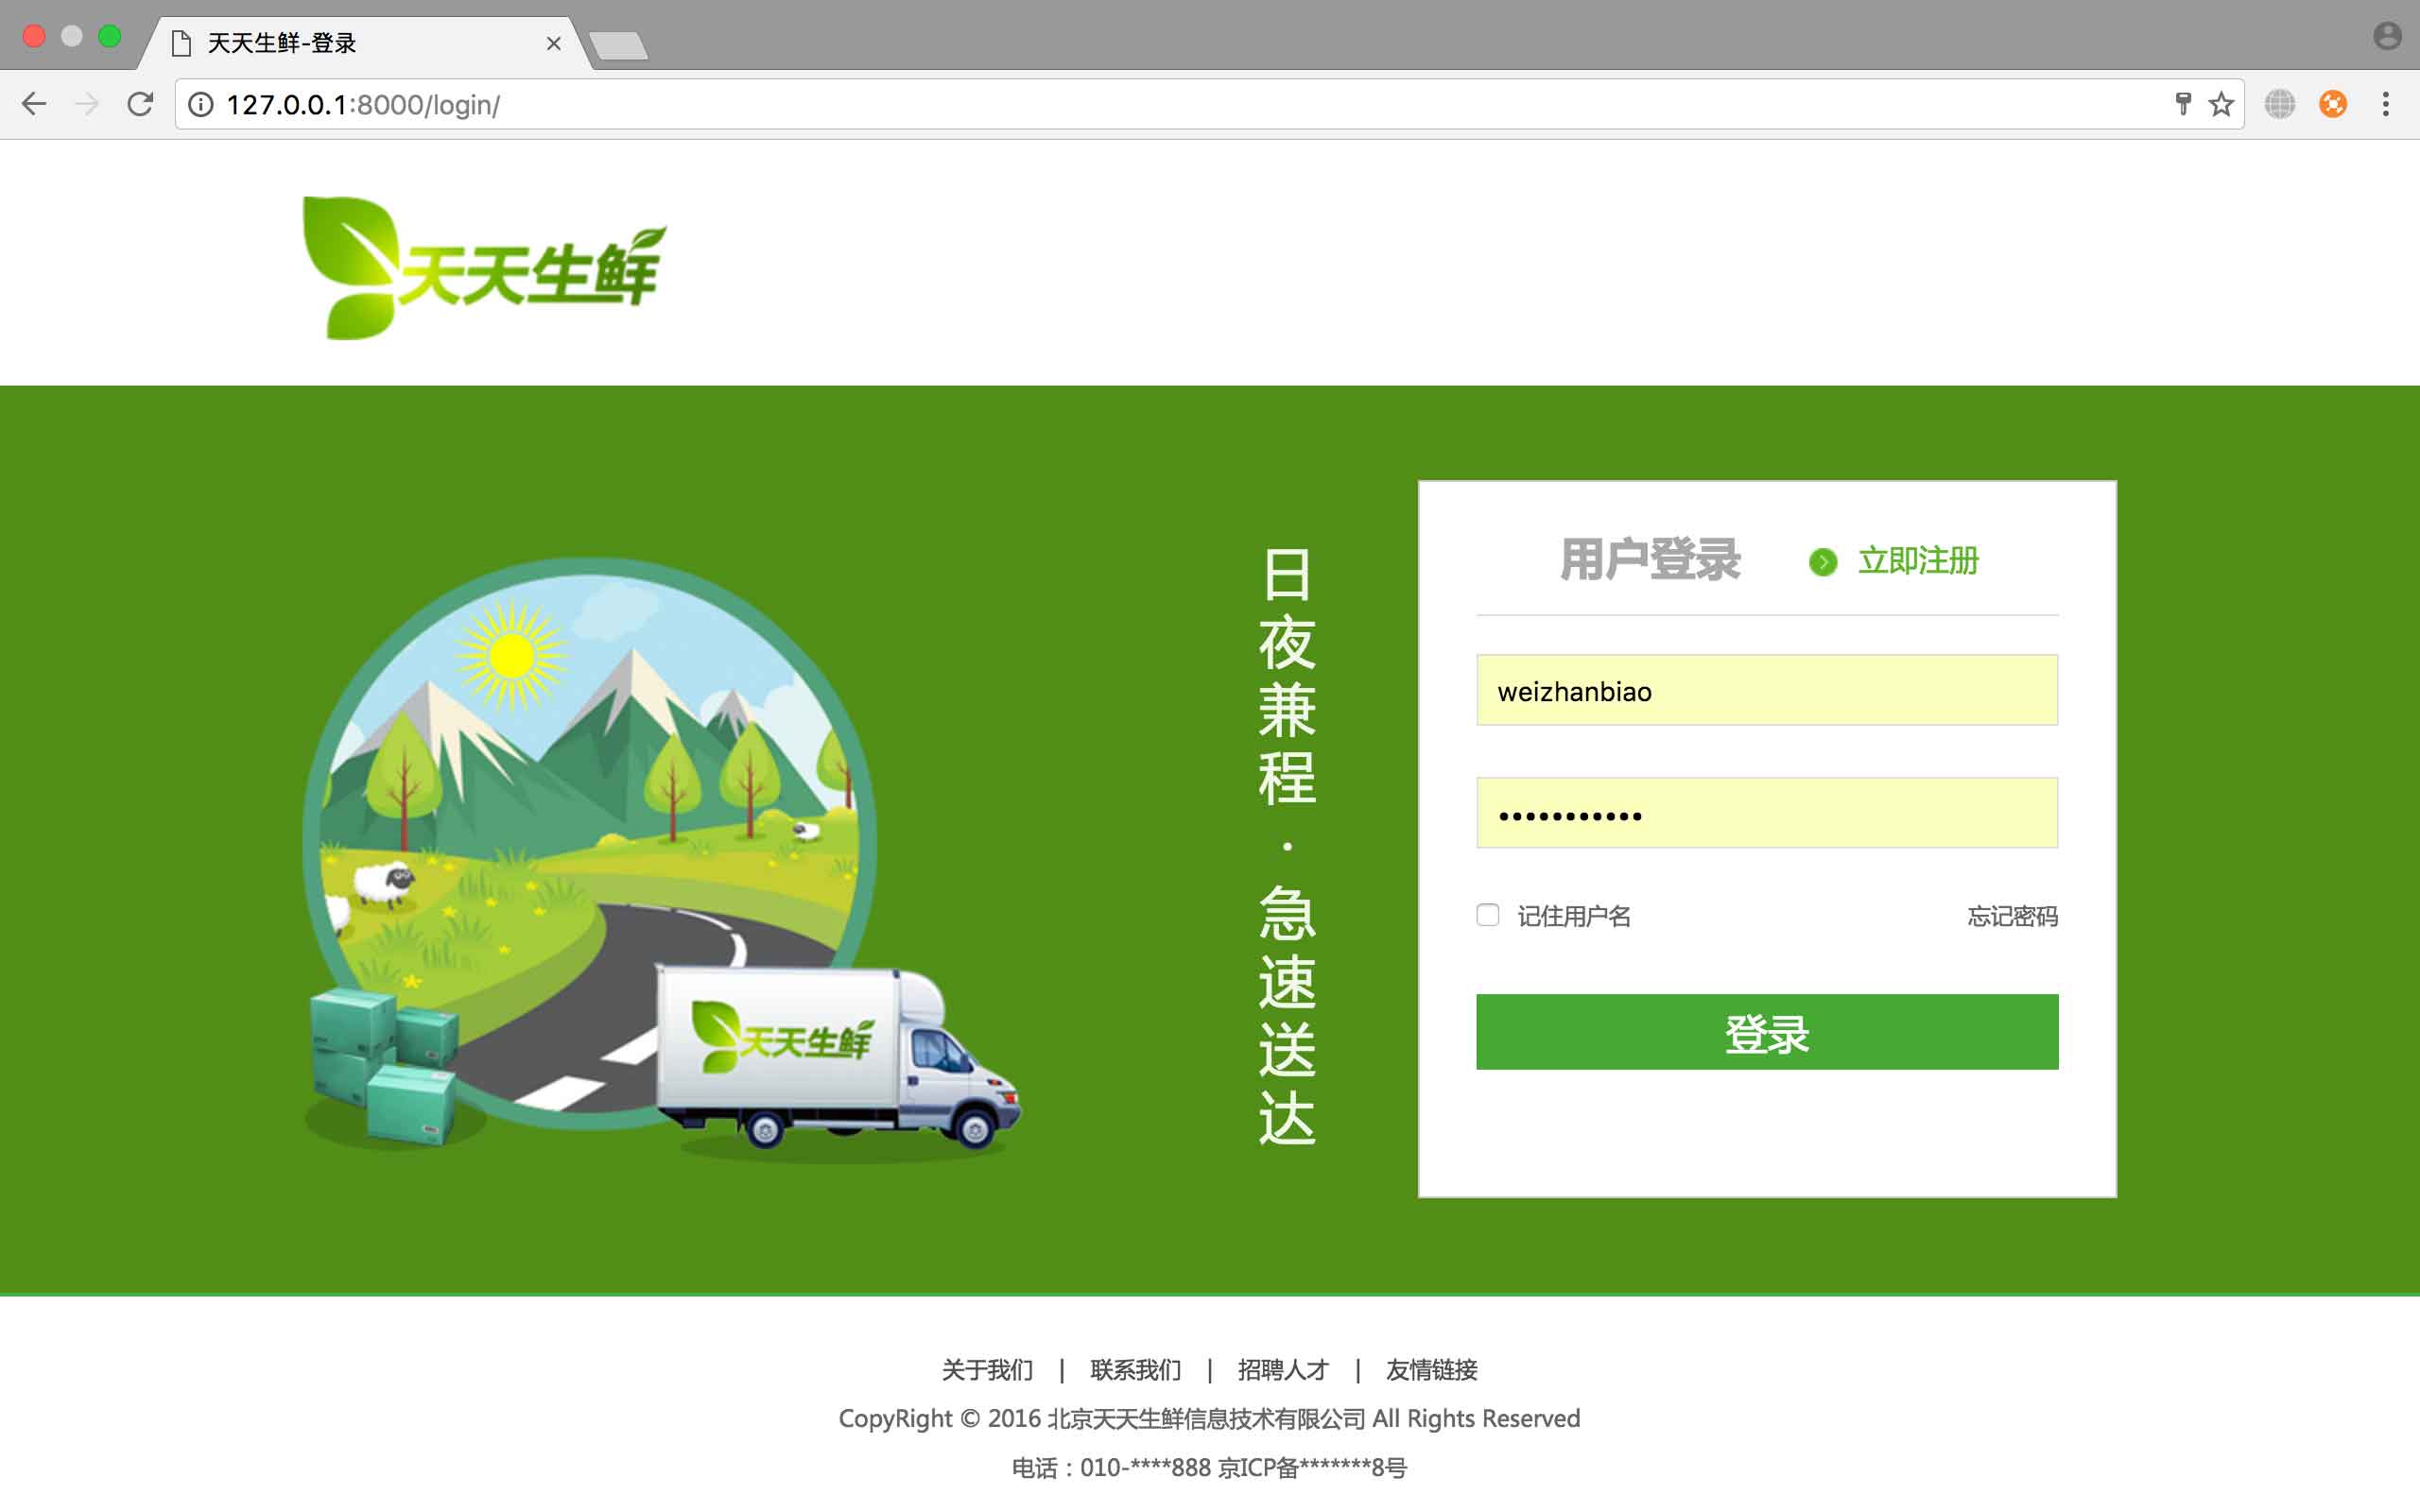 天天生鲜-登录
127.0.0.1:8000/login/
天天生鲜
日夜兼程·急速送达
天天生鲜
用户登录 立即注册
weizhanbiao
•••••••••••
记住用户名 忘记密码
登录
关于我们 | 联系我们 | 招聘人才 | 友情链接
CopyRight © 2016 北京天天生鲜信息技术有限公司 All Rights Reserved
电话：010-****888 京ICP备*******8号